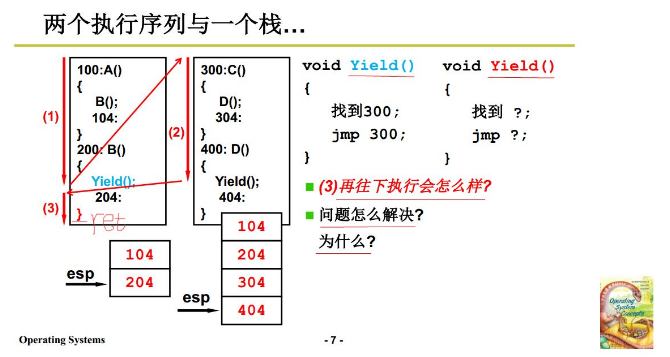 两个执行序列与一个栈...
100:A()
{
B();
104:
}
200: B()
{
Yield();
204:
}
ret
(1)
(2)
(3)
300:C()
{
D();
304:
}
400: D()
{
Yield();
404:
}
void Yield()
{
找到300;
jmp 300;
}
void Yield()
{
找到 ?;
jmp ?;
}
(3)再往下执行会怎么样?
问题怎么解决?
为什么?
104
204
esp
104
204
304
404
esp
Operating System Concepts
Operating Systems
- 7 -